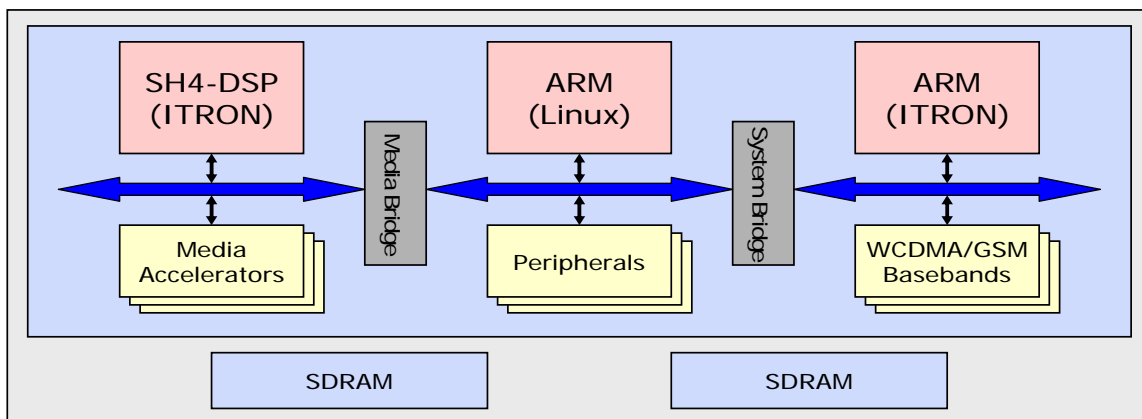 SH4-DSP
(ITRON)
ARM
(Linux)
ARM
(ITRON)
Media Bridge
System Bridge
Media
Accelerators
Peripherals
WCDMA/GSM
Basebands
SDRAM
SDRAM